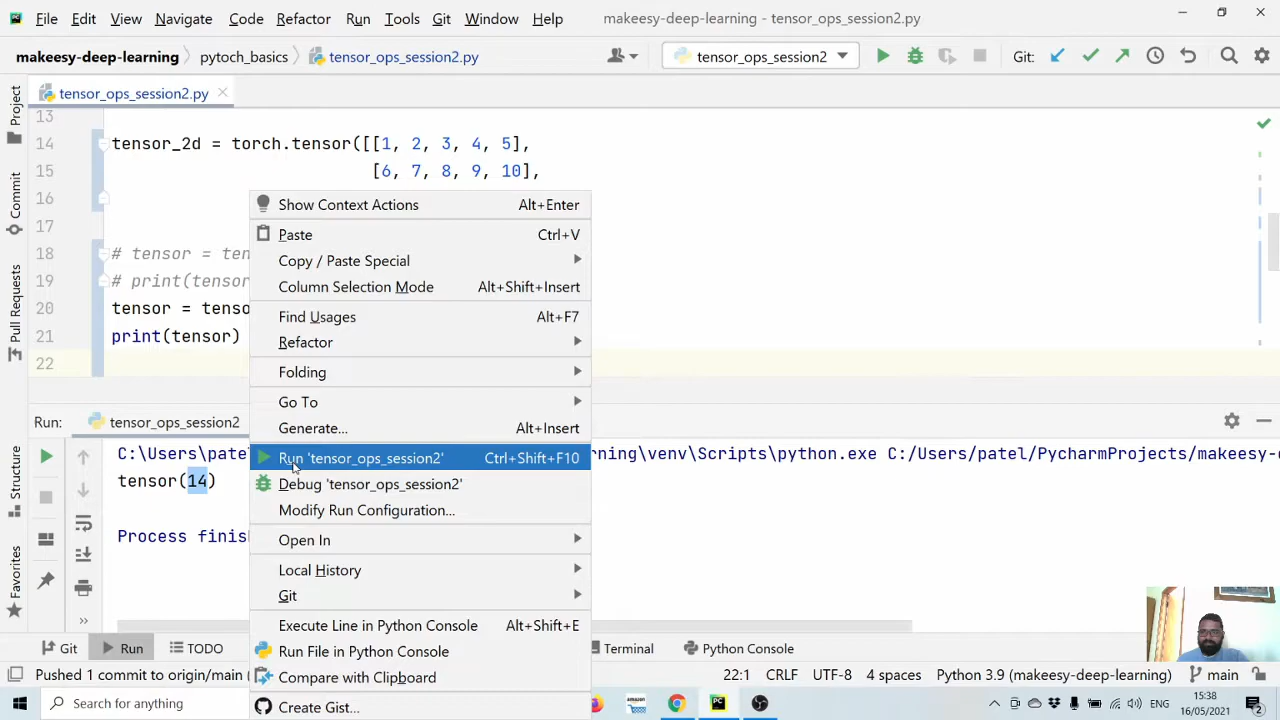 File Edit View Navigate Code Refactor Run Tools Git Window Help makeesy-deep-learning - tensor_ops_session2.py
makeesy-deep-learning pytoch_basics tensor_ops_session2.py tensor_ops_session2 Git:
tensor_ops_session2.py
Project
Commit
Pull Requests
Structure
Favorites
13
14 tensor_2d = torch.tensor([[1, 2, 3, 4, 5],
15 [6, 7, 8, 9, 10],
16
17
18 # tensor = ten
19 # print(tensor
20 tensor = tenso
21 print(tensor)
22
Show Context Actions Alt+Enter
Paste Ctrl+V
Copy / Paste Special
Column Selection Mode Alt+Shift+Insert
Find Usages Alt+F7
Refactor
Folding
Go To
Generate... Alt+Insert
Run 'tensor_ops_session2' Ctrl+Shift+F10
Debug 'tensor_ops_session2'
Modify Run Configuration...
Open In
Local History
Git
Execute Line in Python Console Alt+Shift+E
Run File in Python Console
Compare with Clipboard
Create Gist...
Run: tensor_ops_session2
C:\Users\pate rning\venv\Scripts\python.exe C:/Users/patel/PycharmProjects/makeesy-d
tensor(14)
Process finis
Git Run TODO Terminal Python Console
Pushed 1 commit to origin/main 22:1 CRLF UTF-8 4 spaces Python 3.9 (makeesy-deep-learning) main
Type here to search ENG 15:38
16/05/2021 2